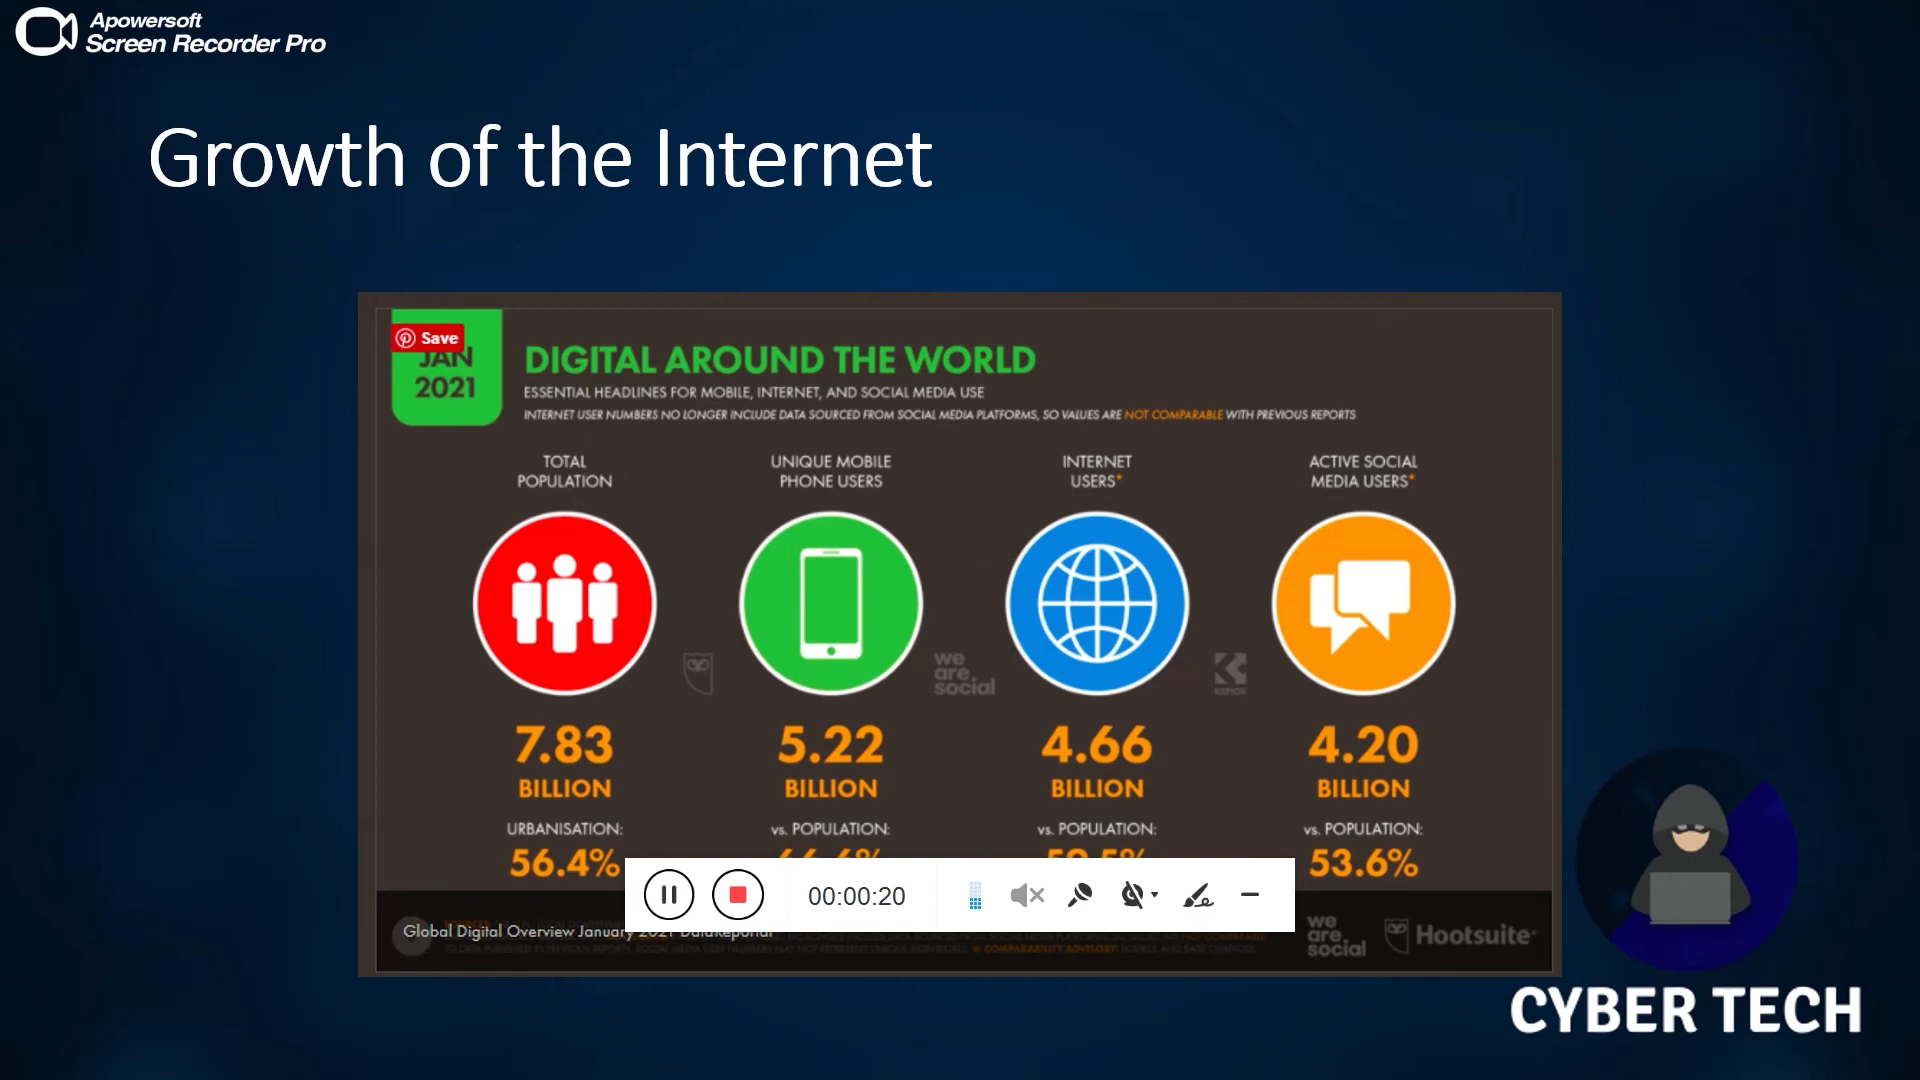 Apowersoft
Screen Recorder Pro
Growth of the Internet
Save
JAN
2021
DIGITAL AROUND THE WORLD
ESSENTIAL HEADLINES FOR MOBILE, INTERNET, AND SOCIAL MEDIA USE
INTERNET USER NUMBERS NO LONGER INCLUDE DATA SOURCED FROM SOCIAL MEDIA PLATFORMS, SO VALUES ARE NOT COMPARABLE WITH PREVIOUS REPORTS
TOTAL
POPULATION
UNIQUE MOBILE
PHONE USERS
INTERNET
USERS*
ACTIVE SOCIAL
MEDIA USERS*
we
are
social
KEPIOS
7.83
BILLION
5.22
BILLION
4.66
BILLION
4.20
BILLION
URBANISATION:
56.4%
vs. POPULATION:
vs. POPULATION:
vs. POPULATION:
53.6%
00:00:20
Global Digital Overview January 2021 DataReportal
we
are
social
Hootsuite
CYBER TECH